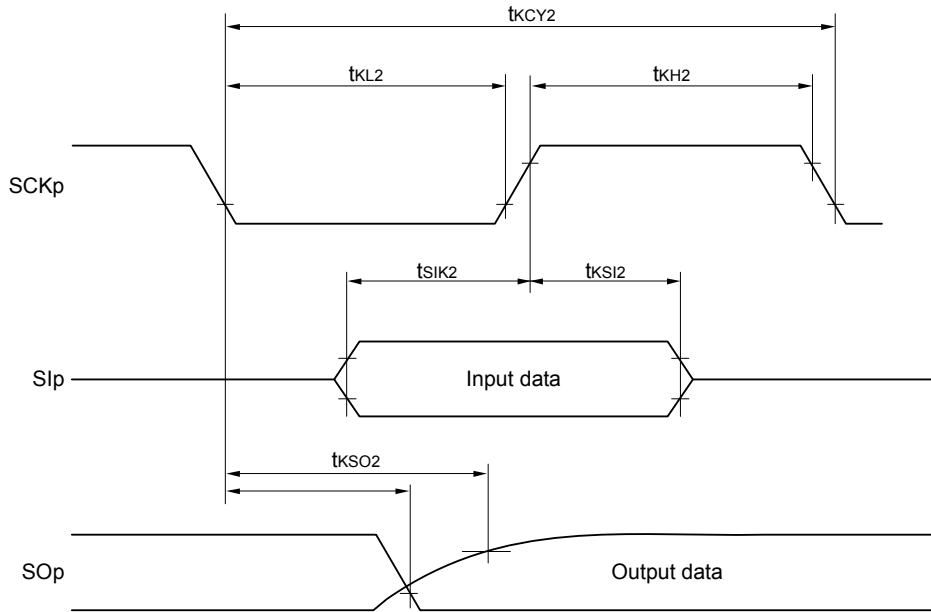 tKCY2
tKL2
tKH2
SCKp
tSIK2
tKSI2
SIp
Input data
tKSO2
SOp
Output data